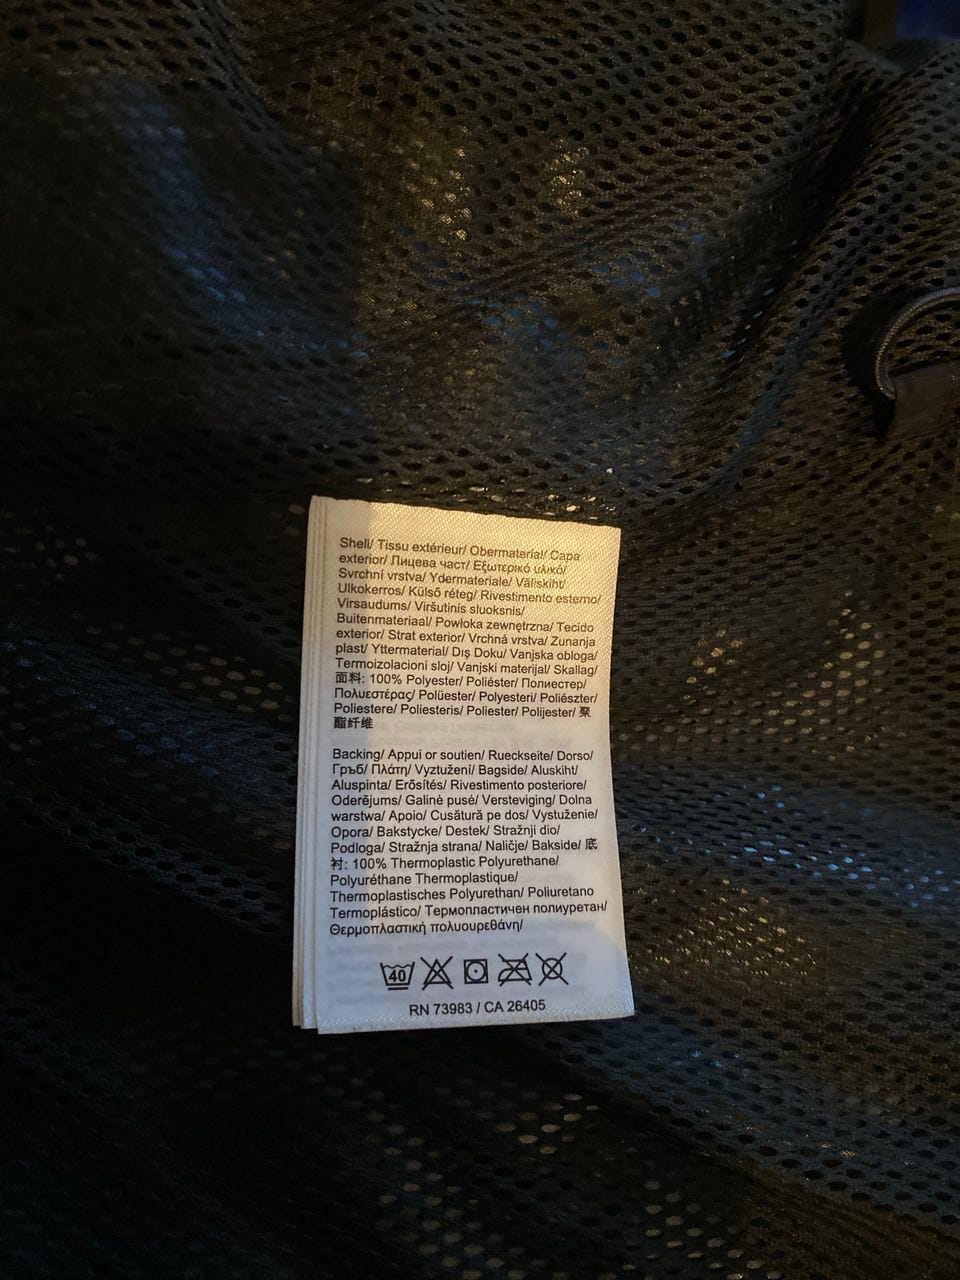 Shell/ Tissu extérieur/ Obermaterial/ Capa
exterior/ Лицева част/ Εξωτερικό υλικό/
Svrchní vrstva/ Ydermateriale/ Väliskiht/
Ulkokerros/ Külső réteg/ Rivestimento esterno/
Virsaudums/ Viršutinis sluoksnis/
Buitenmateriaal/ Powłoka zewnętrzna/ Tecido
exterior/ Strat exterior/ Vrchná vrstva/ Zunanja
plast/ Yttermaterial/ Dış Doku/ Vanjska obloga/
Termoizolacioni sloj/ Vanjski materijal/ Skallag/
面料: 100% Polyester/ Poliéster/ Полиестер/
Πολυεστέρας/ Polüester/ Polyesteri/ Poliészter/
Poliestere/ Poliesteris/ Poliester/ Polijester/ 聚
酯纤维
Backing/ Appui or soutien/ Rueckseite/ Dorso/
Гръб/ Πλάτη/ Vyztužení/ Bagside/ Aluskiht/
Aluspinta/ Erősítés/ Rivestimento posteriore/
Oderējums/ Galinė pusė/ Versteviging/ Dolna
warstwa/ Apoio/ Cusătură pe dos/ Vystuženie/
Opora/ Bakstycke/ Destek/ Stražnji dio/
Podloga/ Stražnja strana/ Naličje/ Bakside/ 底
衬: 100% Thermoplastic Polyurethane/
Polyuréthane Thermoplastique/
Thermoplastisches Polyurethan/ Poliuretano
Termoplástico/ Термопластичен полиуретан/
Θερμοπλαστική πολυουρεθάνη/
40
RN 73983 / CA 26405